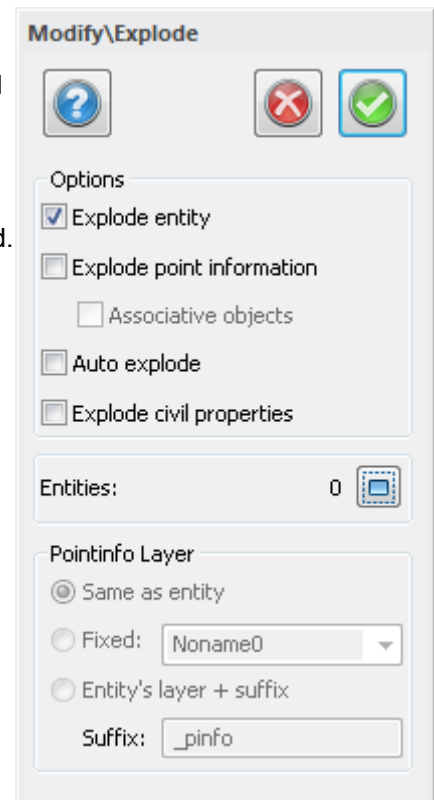 Modify\Explode
Options
Explode entity
d.
Explode point information
Associative objects
Auto explode
Explode civil properties
Entities: 0
Pointinfo Layer
Same as entity
Fixed: Noname0
Entity's layer + suffix
Suffix: _pinfo